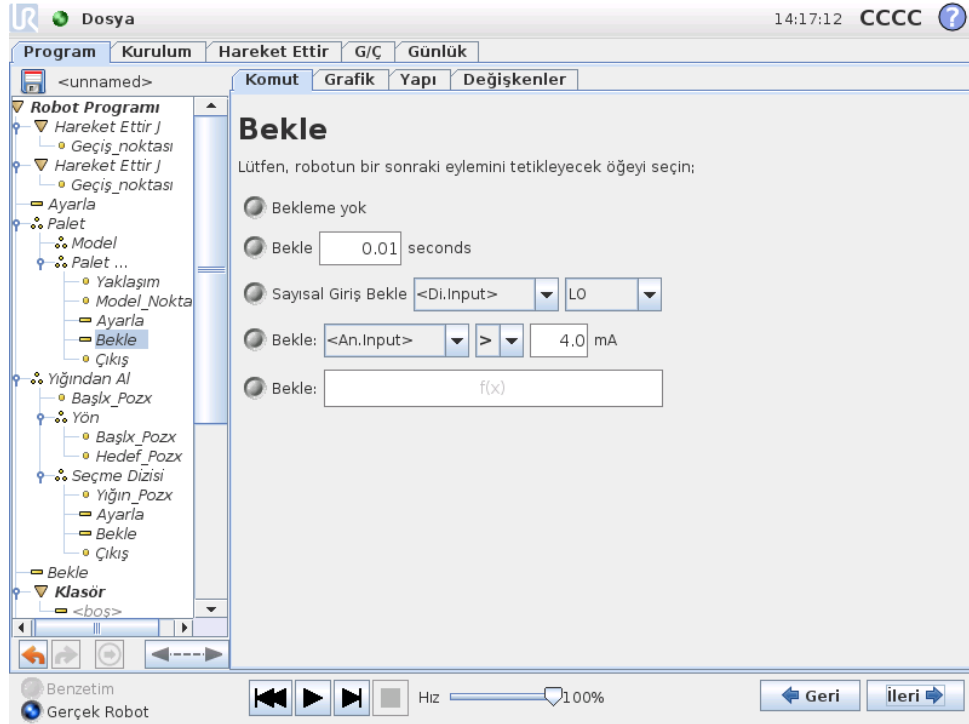 UR Dosya 14:17:12 CCCC ?
Program Kurulum Hareket Ettir G/Ç Günlük
<unnamed>
Komut Grafik Yapı Değişkenler
Robot Programı
Hareket Ettir J
Geçiş_noktası
Hareket Ettir J
Geçiş_noktası
Ayarla
Palet
Model
Palet ...
Yaklaşım
Model_Nokta
Ayarla
Bekle
Çıkış
Yığından Al
Başlx_Pozx
Yön
Başlx_Pozx
Hedef_Pozx
Seçme Dizisi
Yığın_Pozx
Ayarla
Bekle
Çıkış
Bekle
Klasör
<boş>
Bekle
Lütfen, robotun bir sonraki eylemini tetikleyecek öğeyi seçin;
Bekleme yok
Bekle 0.01 seconds
Sayısal Giriş Bekle <Di.Input> LO
Bekle: <An.Input> > 4.0 mA
Bekle: f(x)
Benzetim
Gerçek Robot
Hız 100%
Geri İleri